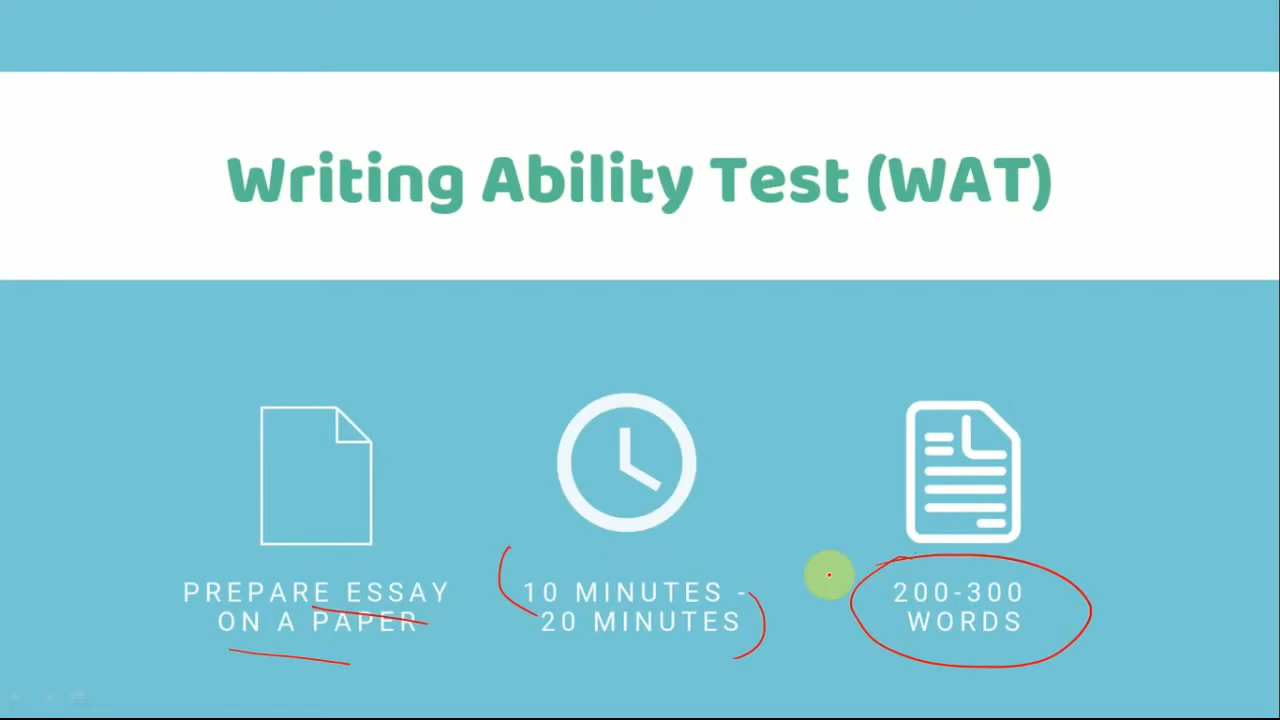 Writing Ability Test (WAT)
PREPARE ESSAY
ON A PAPER
10 MINUTES -
20 MINUTES
200-300
WORDS